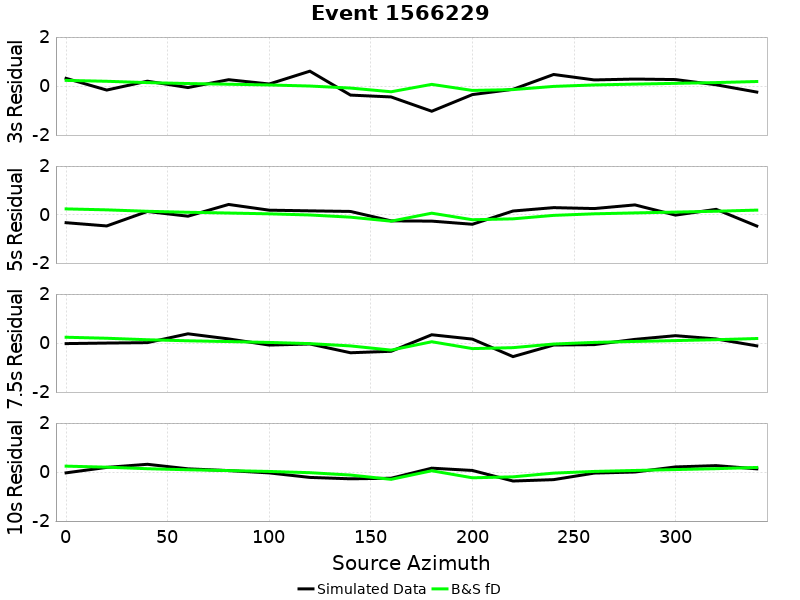 Event 1566229
3s Residual
2
0
-2
5s Residual
2
0
-2
7.5s Residual
2
0
-2
10s Residual
2
0
-2
0 50 100 150 200 250 300
Source Azimuth
Simulated Data B&S fD